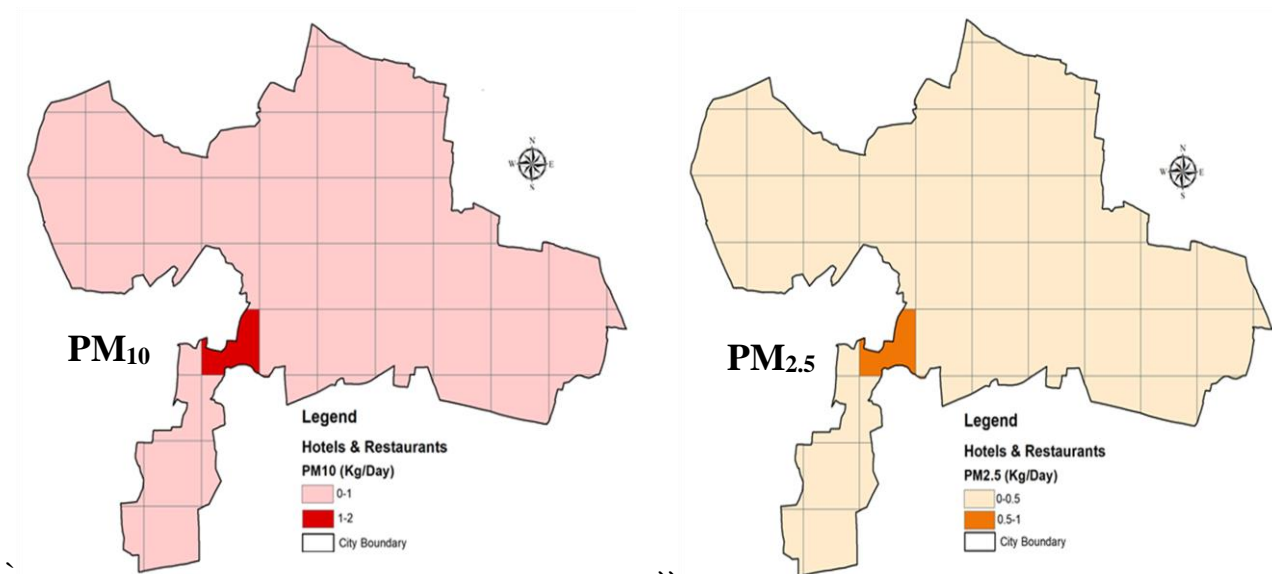 N
W E
S
PM10
Legend
Hotels & Restaurants
PM10 (Kg/Day)
0-1
1-2
City Boundary
N
W E
S
PM2.5
Legend
Hotels & Restaurants
PM2.5 (Kg/Day)
0-0.5
0.5-1
City Boundary